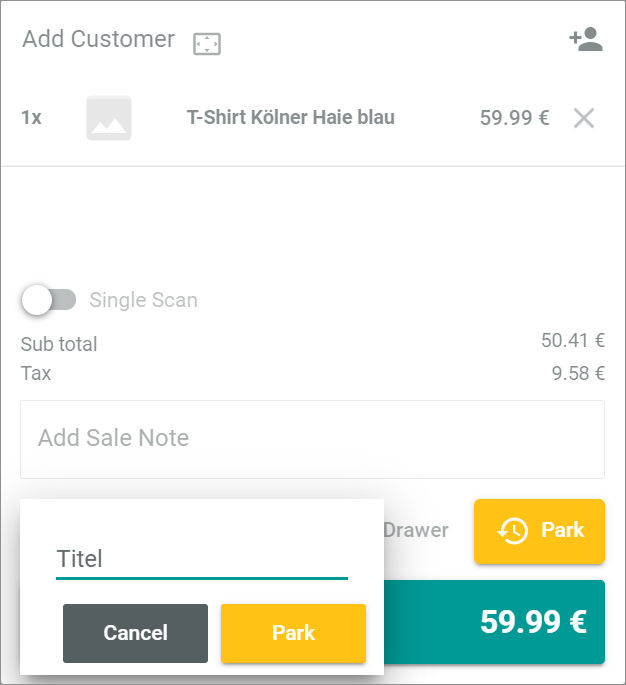 Add Customer
1x T-Shirt Kölner Haie blau 59.99 €
Single Scan
Sub total 50.41 €
Tax 9.58 €
Add Sale Note
Drawer Park
Titel
Cancel Park
59.99 €